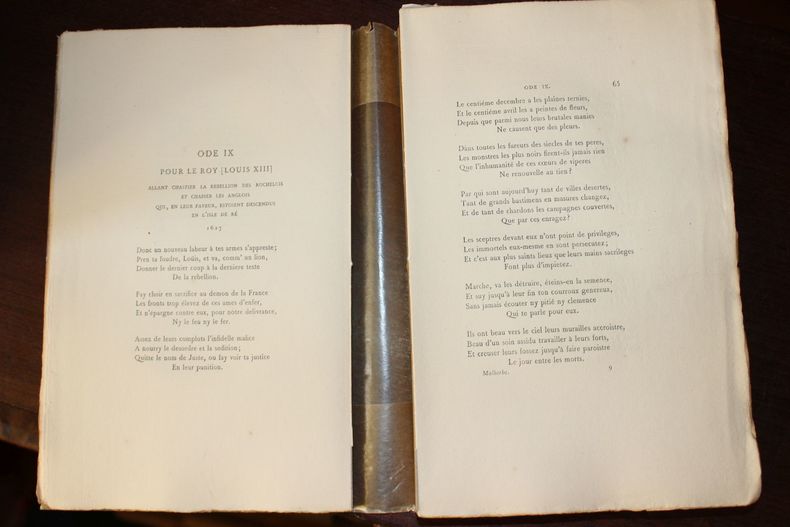 ODE IX
POUR LE ROY [LOUIS XIII]
ALLANT CHASTIER LA REBELLION DES ROCHELOIS
ET CHASSER LES ANGLOIS
QUI, EN LEUR FAVEUR, ESTOIENT DESCENDUS
EN L'ISLE DE RÉ
1627
Donc un nouveau labeur à tes armes s'appreste;
Pren ta foudre, Loüis, et va, comm' un lion,
Donner le dernier coup à la derniere teste
De la rebellion.
Fay choir en sacrifice au demon de la France
Les fronts trop élevez de ces ames d'enfer,
Et n'épargne contre eux, pour notre delivrance,
Ny le feu ny le fer.
Assez de leurs complots l'infidelle malice
A nourry le desordre et la sedition;
Quitte le nom de Juste, ou fay voir ta justice
En leur punition.
ODE IX. 65
Le centiéme decembre a les plaines ternies,
Et le centiéme avril les a peintes de fleurs,
Depuis que parmi nous leurs brutales manies
Ne causent que des pleurs.
Dans toutes les fureurs des siecles de tes peres,
Les monstres les plus noirs firent-ils jamais rien
Que l'inhumanité de ces cœurs de viperes
Ne renouvelle au tien?
Par qui sont aujourd'huy tant de villes desertes,
Tant de grands bastimens en masures changez,
Et de tant de chardons les campagnes couvertes,
Que par ces enragez?
Les sceptres devant eux n'ont point de privileges,
Les immortels eux-mesme en sont persecutez;
Et c'est aux plus saints lieux que leurs mains sacrileges
Font plus d'impietez.
Marche, va les détruire, éteins-en la semence,
Et suy jusqu'à leur fin ton courroux genereux,
Sans jamais écouter ny pitié ny clemence
Qui te parle pour eux.
Ils ont beau vers le ciel leurs murailles accroistre,
Beau d'un soin assidu travailler à leurs forts,
Et creuser leurs fossez jusqu'à faire paroistre
Le jour entre les morts.
Malherbe. 9